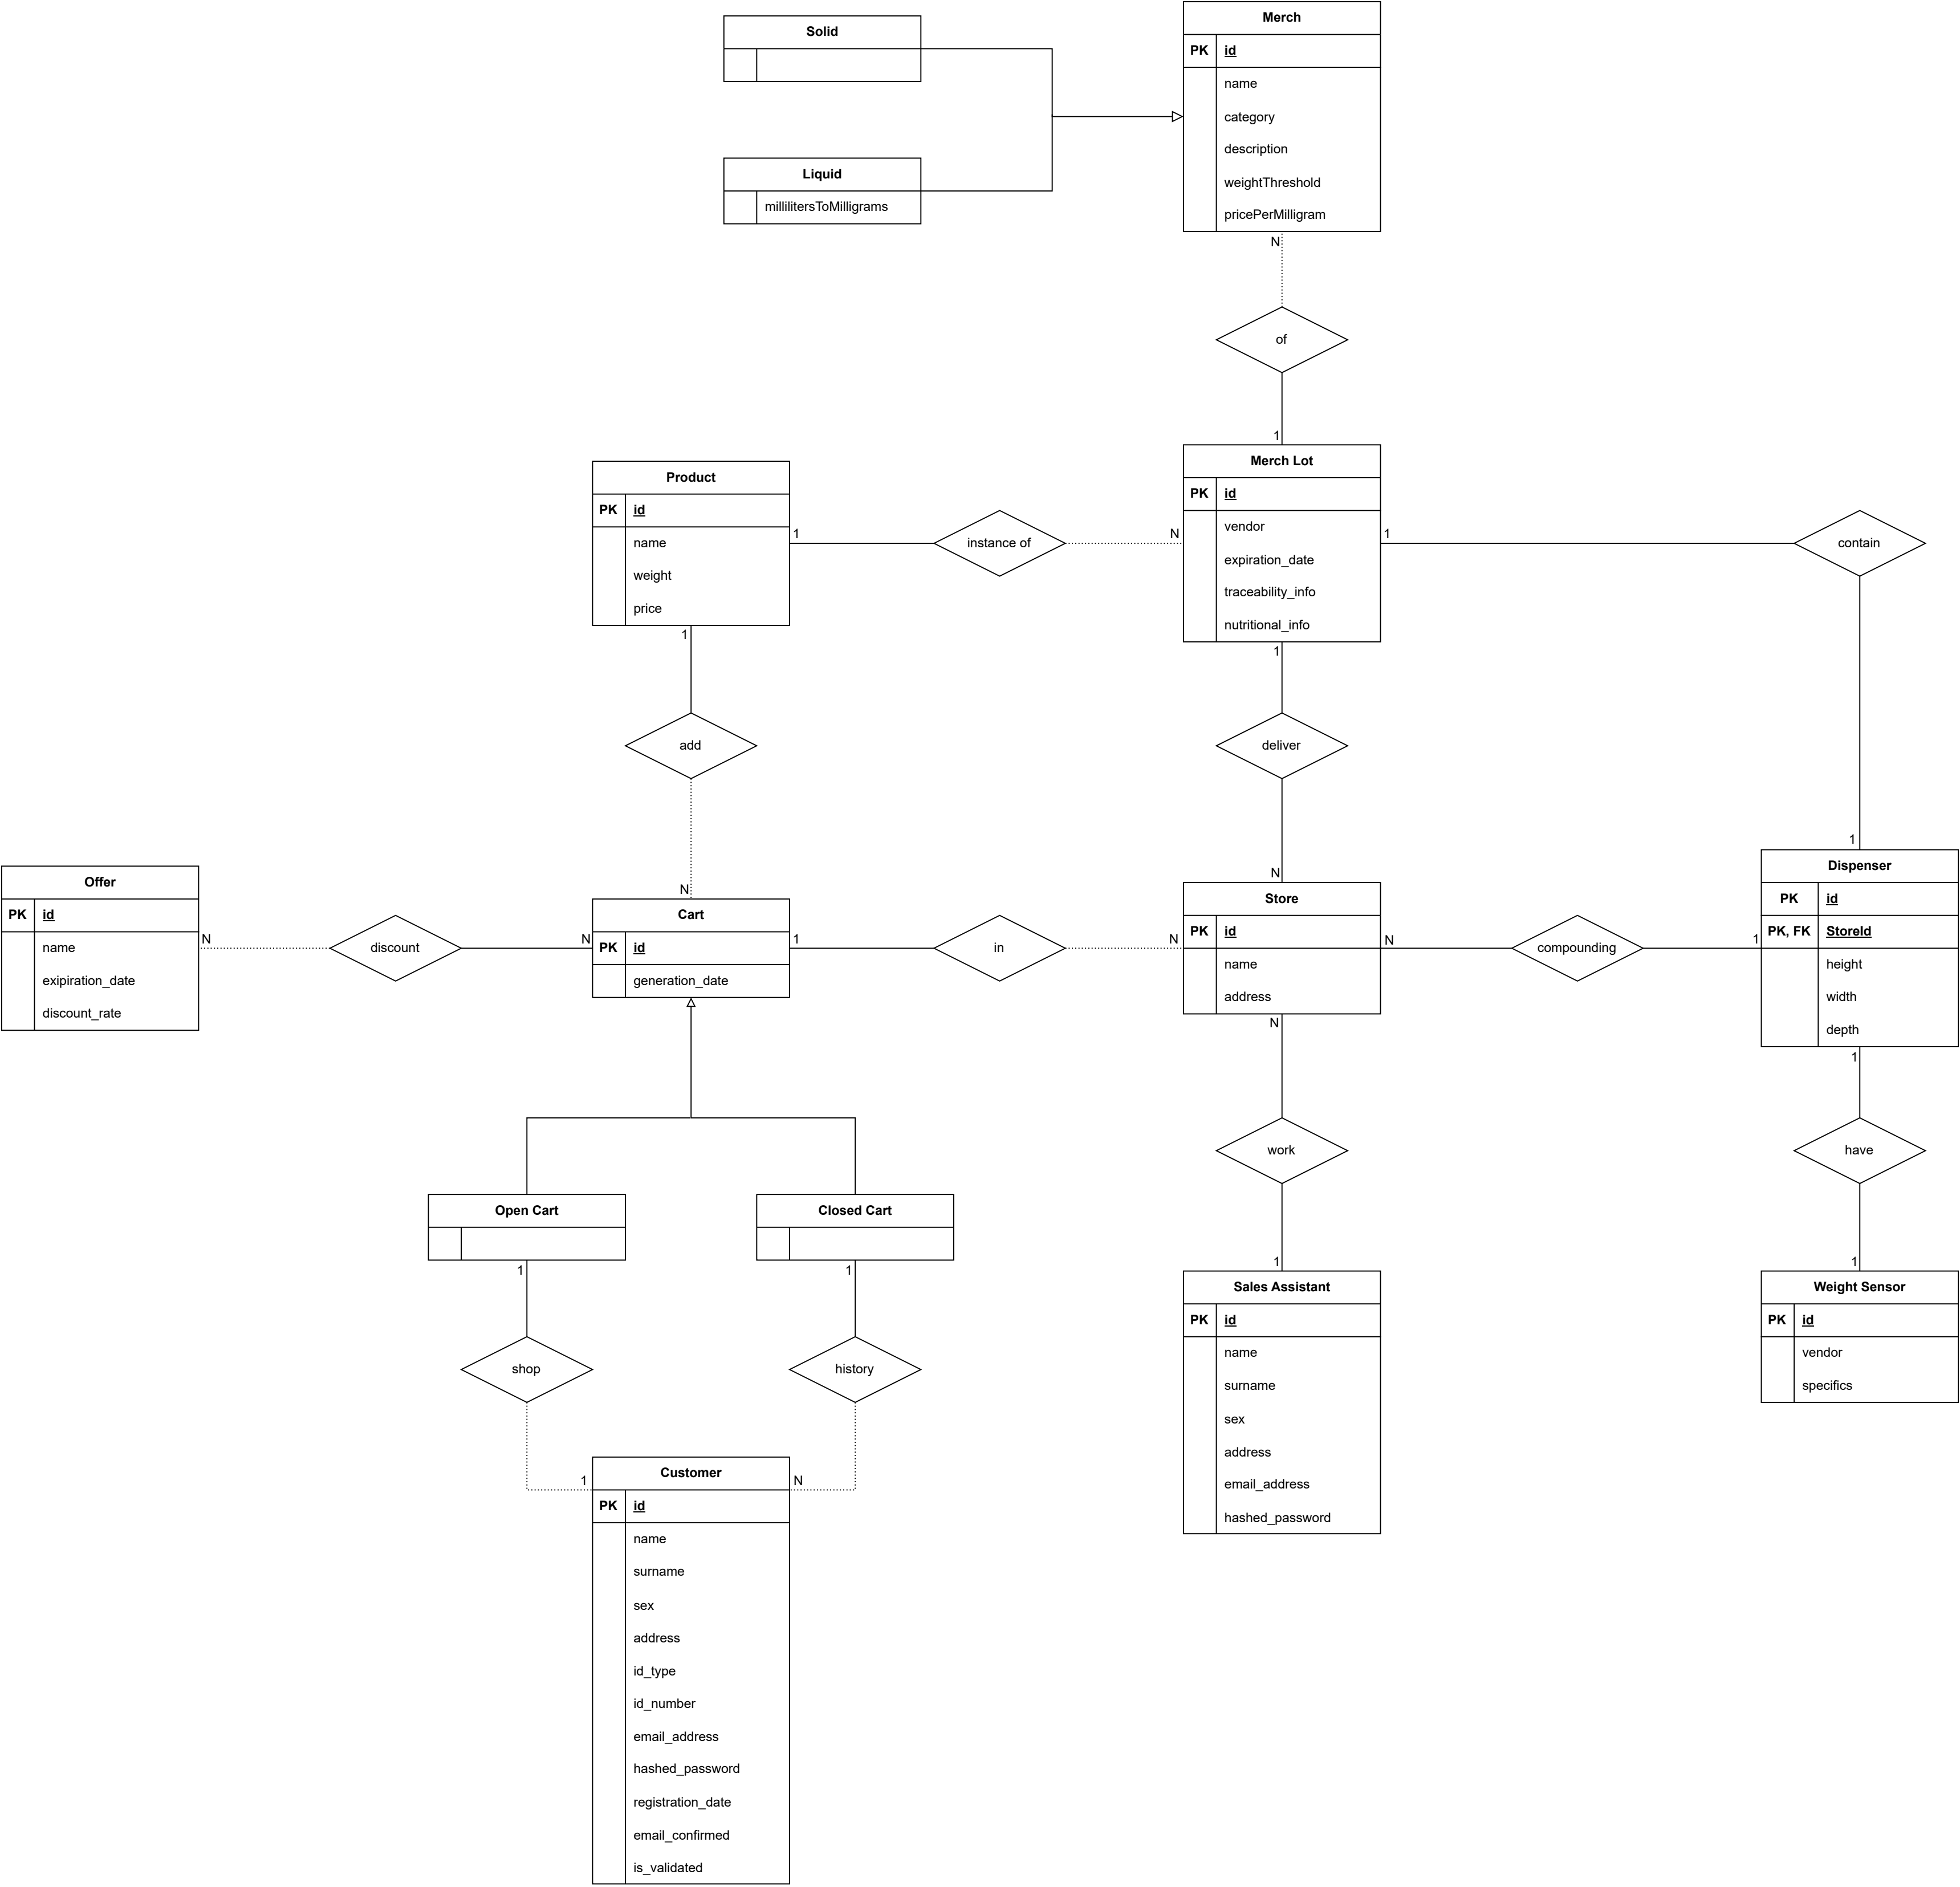 Solid
Liquid
millilitersToMilligrams
Merch
PK id
name
category
description
weightThreshold
pricePerMilligram
N
of
1
Product
PK id
name
weight
price
1
instance of
N
Merch Lot
PK id
vendor
expiration_date
traceability_info
nutritional_info
1
contain
1
1
add
N
1
deliver
N
Offer
PK id
name
exipiration_date
discount_rate
N
discount
N
Cart
PK id
generation_date
1
in
N
Store
PK id
name
address
N
compounding
1
Dispenser
PK id
PK, FK StoreId
height
width
depth
N
work
1
1
have
1
Open Cart
Closed Cart
1
shop
1
1
history
N
Sales Assistant
PK id
name
surname
sex
address
email_address
hashed_password
Weight Sensor
PK id
vendor
specifics
Customer
PK id
name
surname
sex
address
id_type
id_number
email_address
hashed_password
registration_date
email_confirmed
is_validated